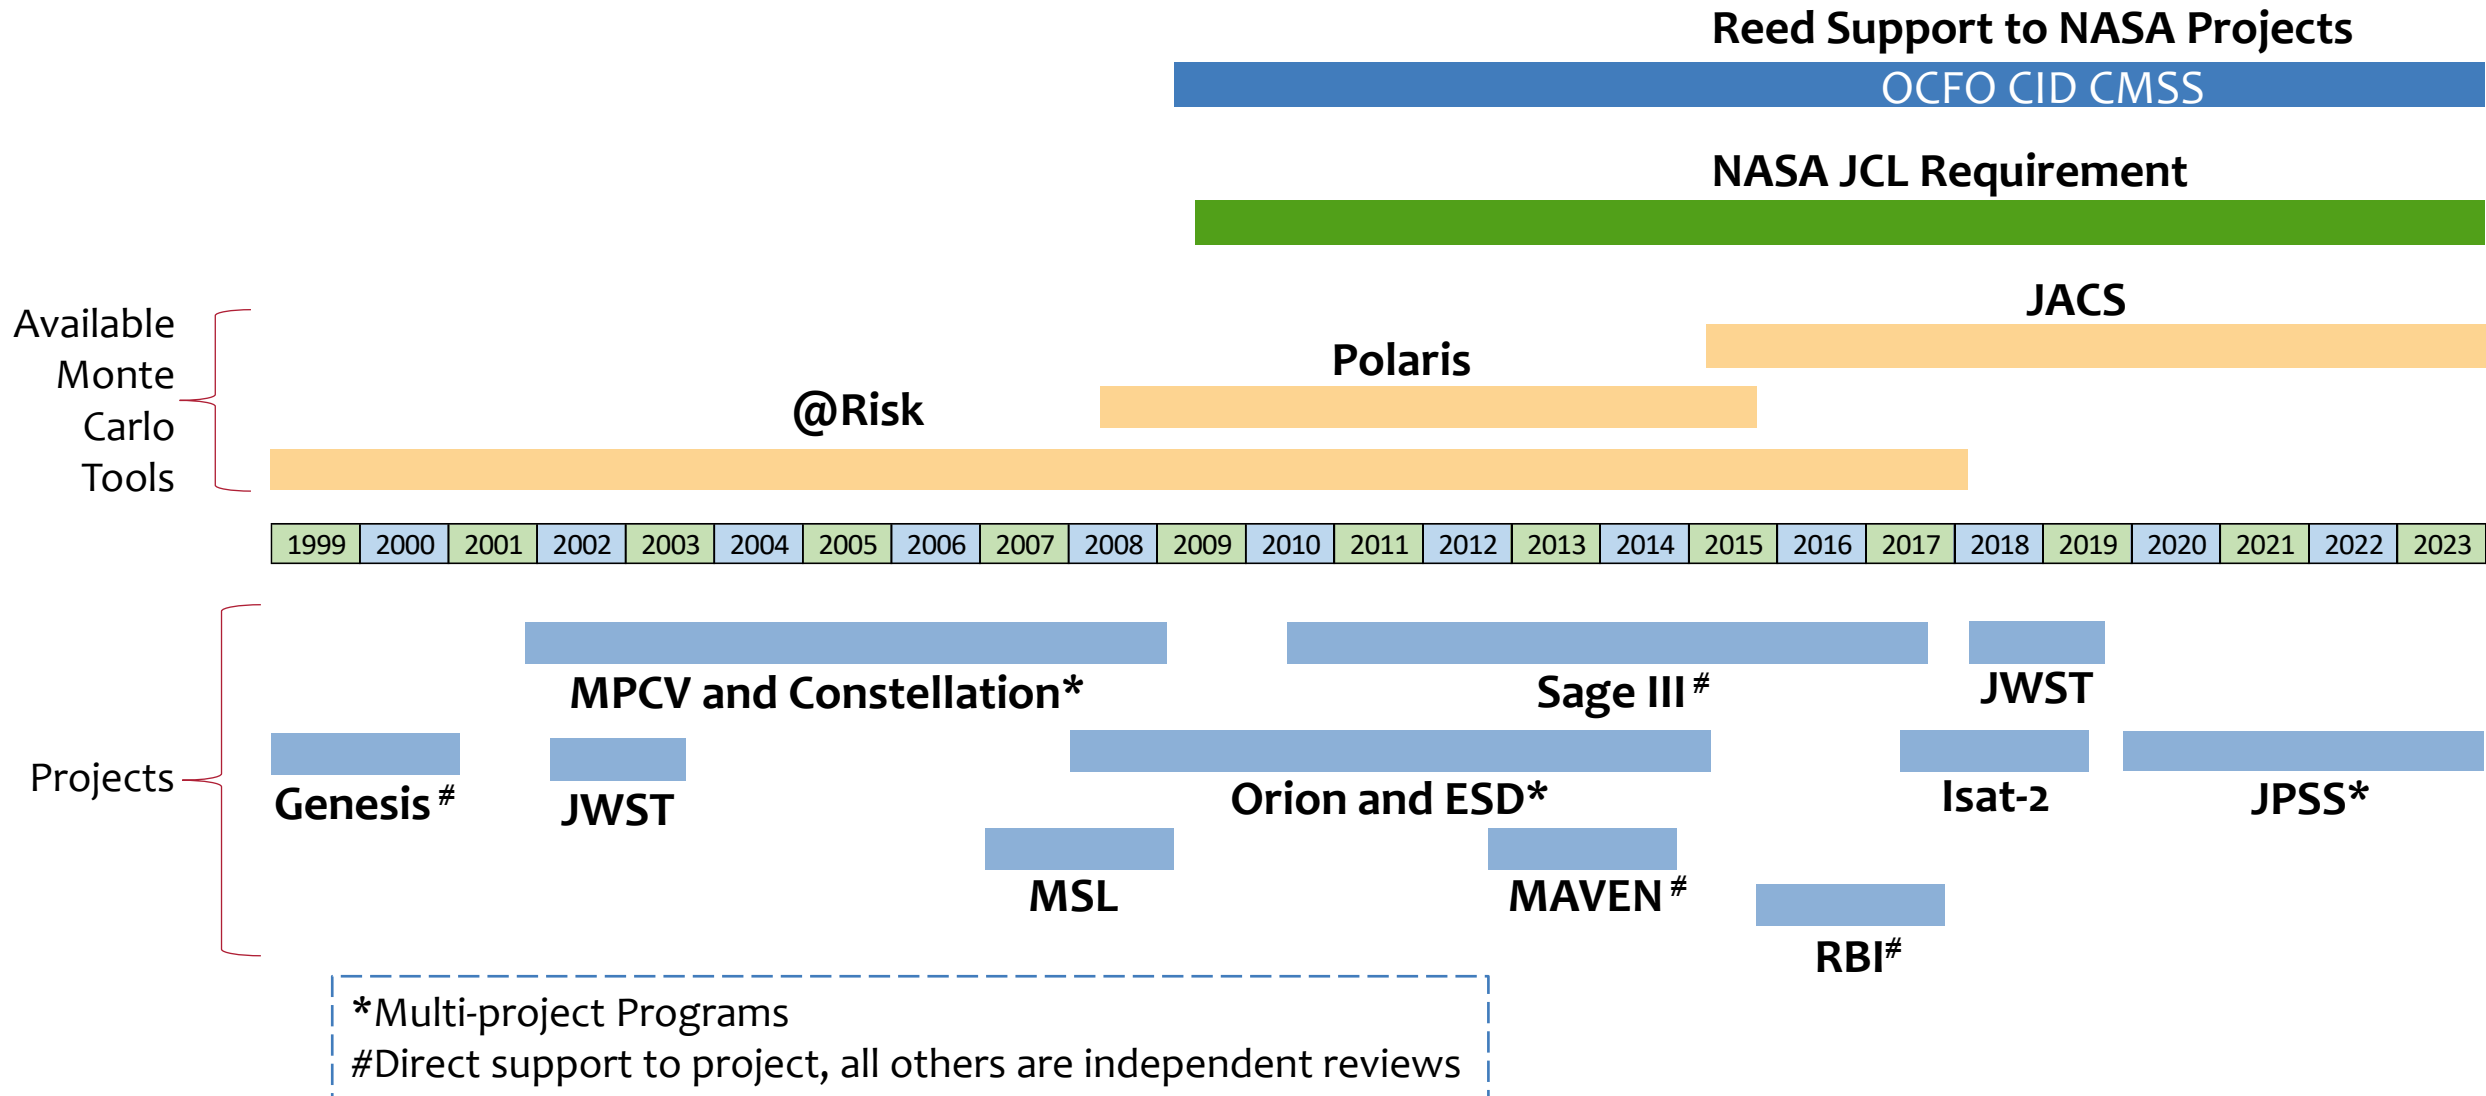 Reed Support to NASA Projects
OCFO CID CMSS
NASA JCL Requirement
JACS
Available
Monte
Carlo
Tools
Polaris
@Risk
1999 2000 2001 2002 2003 2004 2005 2006 2007 2008 2009 2010 2011 2012 2013 2014 2015 2016 2017 2018 2019 2020 2021 2022 2023
Projects
MPCV and Constellation*
Sage III #
JWST
Genesis #
JWST
Orion and ESD*
Isat-2
JPSS*
MSL
MAVEN #
RBI#
*Multi-project Programs
#Direct support to project, all others are independent reviews